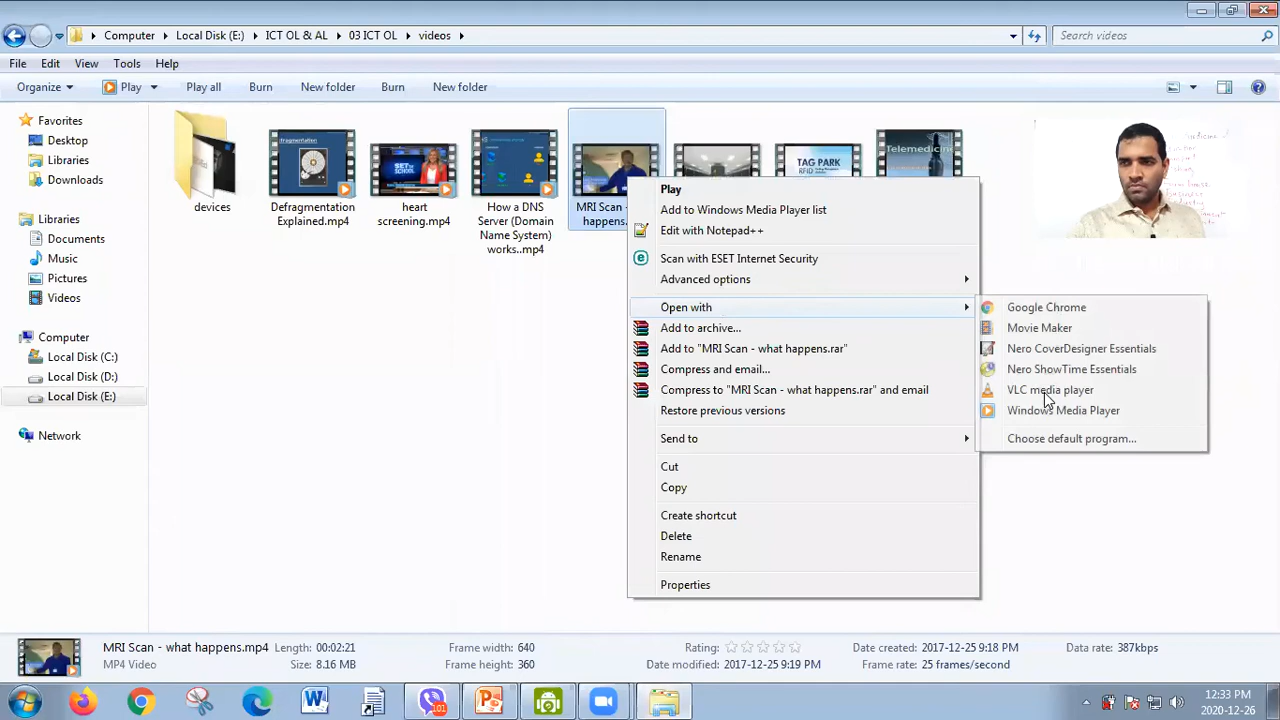 Computer ▸ Local Disk (E:) ▸ ICT OL & AL ▸ 03 ICT OL ▸ videos ▸
Search videos
File Edit View Tools Help
Organize Play Play all Burn New folder Burn New folder
Favorites
Desktop
Libraries
Downloads
Libraries
Documents
Music
Pictures
Videos
Computer
Local Disk (C:)
Local Disk (D:)
Local Disk (E:)
Network
devices
fragmentation
Defragmentation
Explained.mp4
SET
SCHOOL
heart
screening.mp4
How a DNS
Server (Domain
Name System)
works..mp4
MRI Scan -
happens.
TAG PARK
RFID
Telemedicine
Play
Add to Windows Media Player list
Edit with Notepad++
Scan with ESET Internet Security
Advanced options
Open with
Add to archive...
Add to "MRI Scan - what happens.rar"
Compress and email...
Compress to "MRI Scan - what happens.rar" and email
Restore previous versions
Send to
Cut
Copy
Create shortcut
Delete
Rename
Properties
Google Chrome
Movie Maker
Nero CoverDesigner Essentials
Nero ShowTime Essentials
VLC media player
Windows Media Player
Choose default program...
MRI Scan - what happens.mp4 Length: 00:02:21 Frame width: 640 Rating: Date created: 2017-12-25 9:18 PM Data rate: 387kbps
MP4 Video Size: 8.16 MB Frame height: 360 Date modified: 2017-12-25 9:19 PM Frame rate: 25 frames/second
101
12:33 PM
2020-12-26